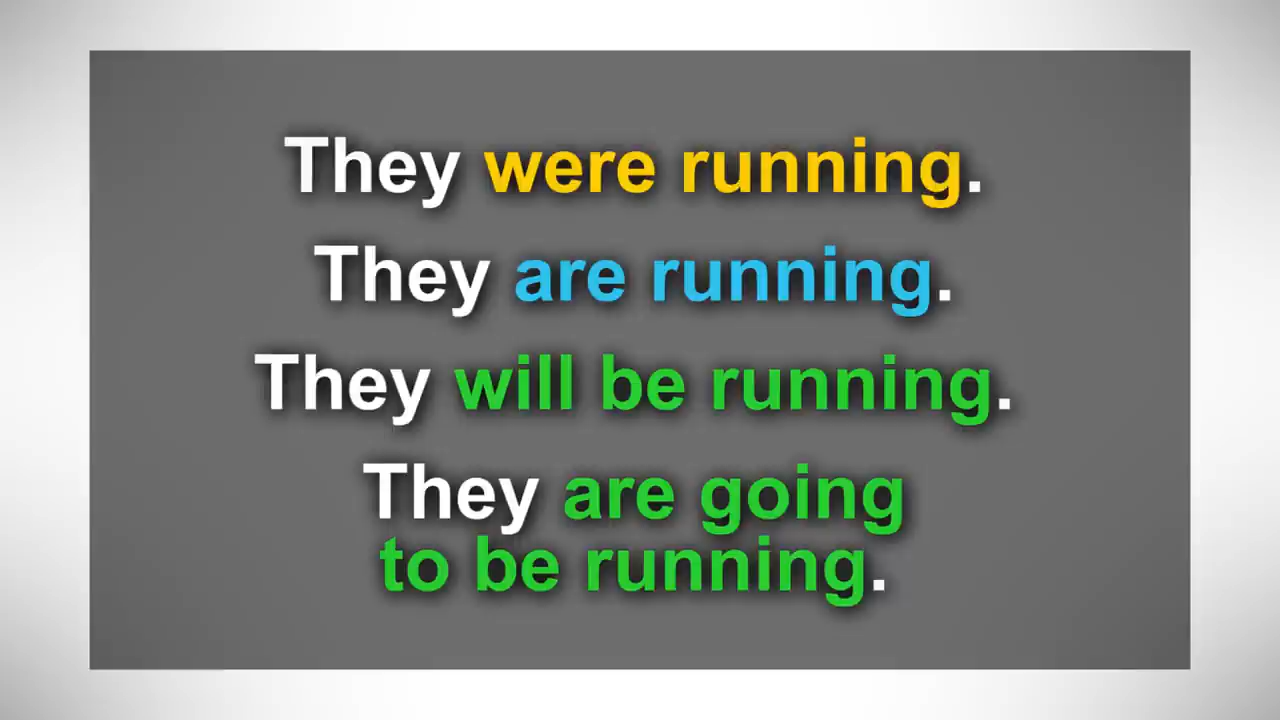 They were running.
They are running.
They will be running.
They are going
to be running.